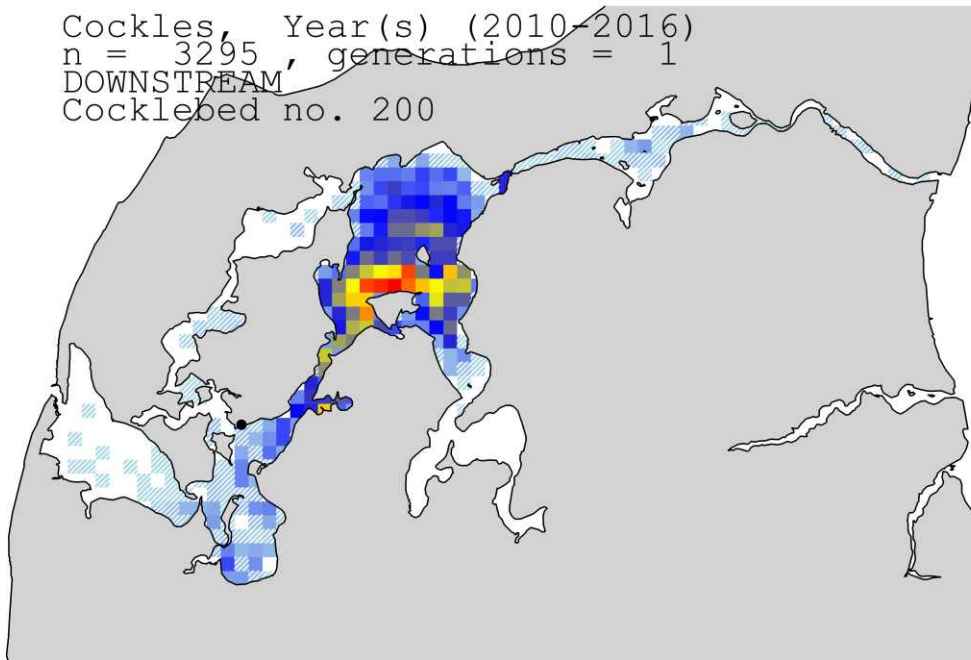 Cockles,  Year(s) (2010-2016)
n =  3295 , generations =  1
DOWNSTREAM
Cocklebed no. 200